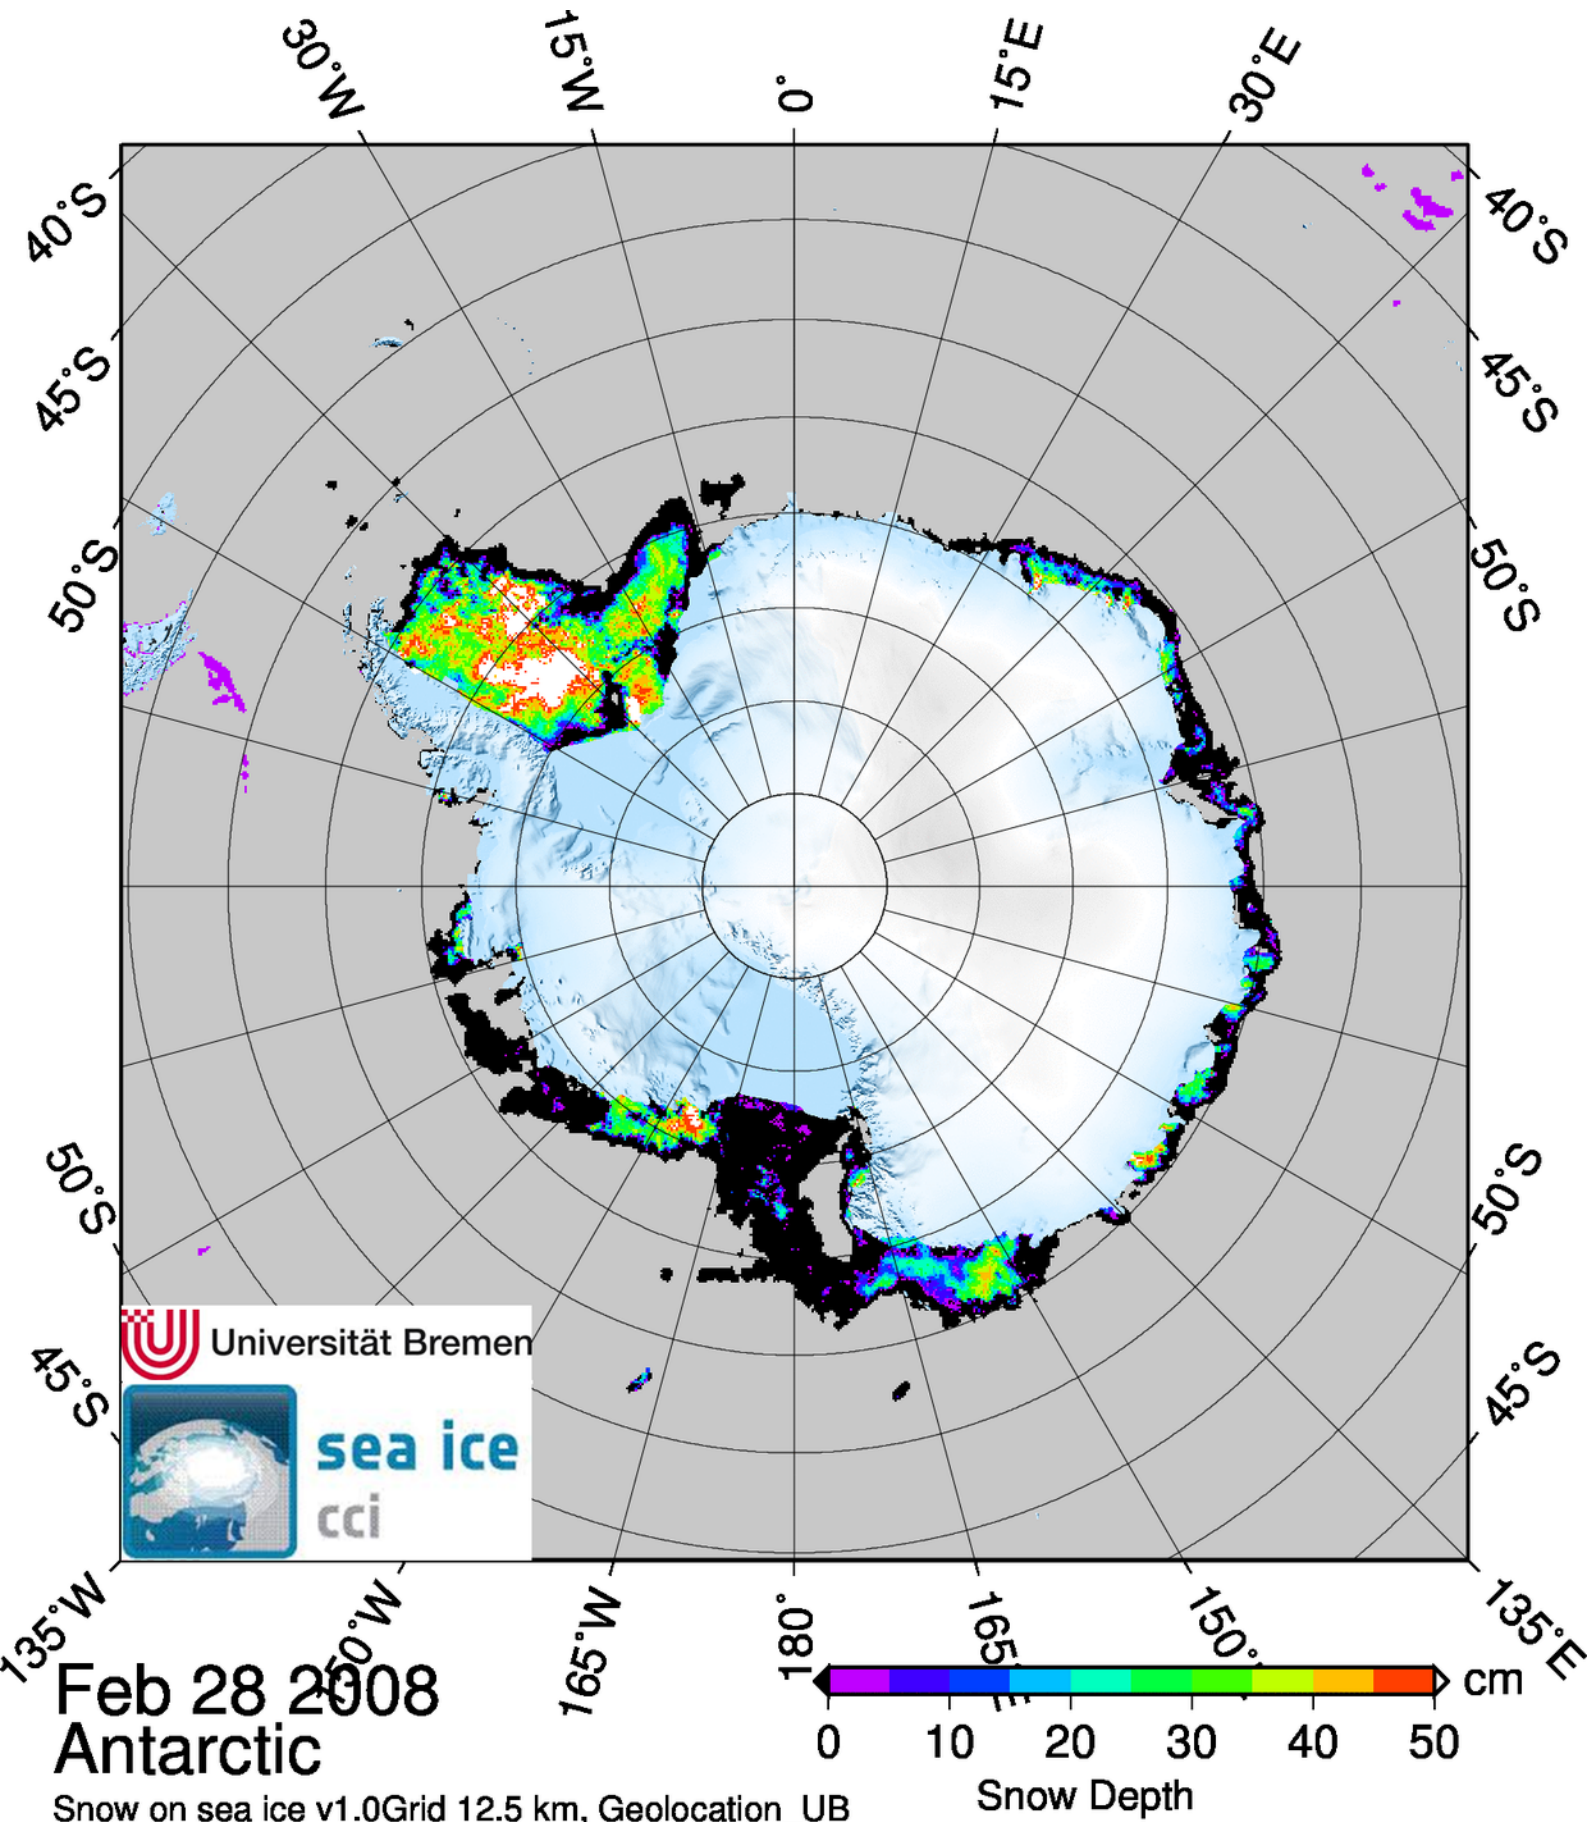 30°W 15°W 0° 15°E 30°E
40°S 40°S
45°S 45°S
50°S 50°S
50°S 50°S
45°S 45°S
Universität Bremen
sea ice
cci
135°W 150°W 165°W 180° 165°E 150° 135°E
Feb 28 2008
Antarctic
Snow on sea ice v1.0Grid 12.5 km, Geolocation UB
cm
0 10 20 30 40 50
Snow Depth